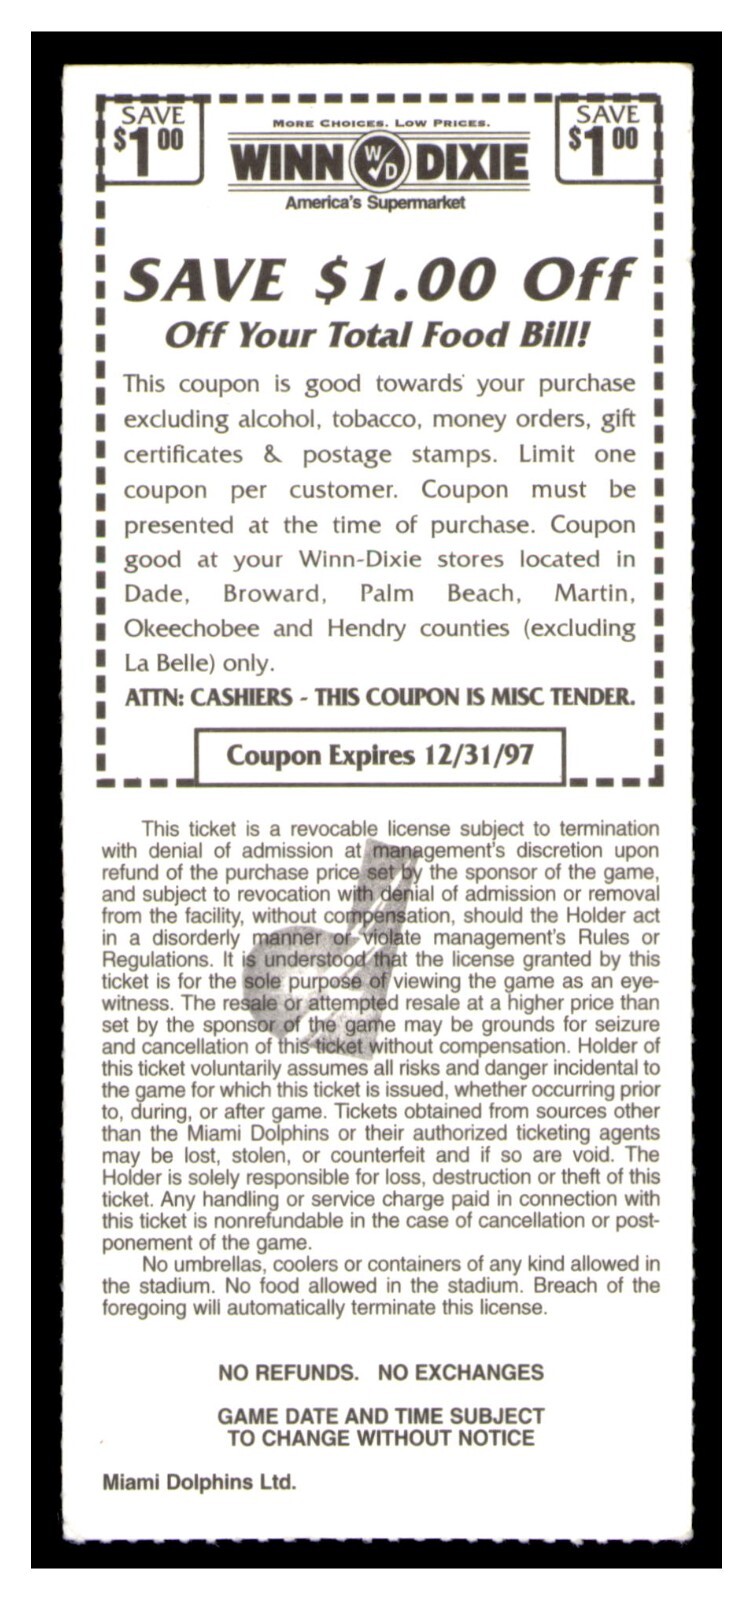 SAVE
$1 00
MORE CHOICES. LOW PRICES.
WINN W D DIXIE
America's Supermarket
SAVE
$1 00
SAVE $1.00 Off
Off Your Total Food Bill!
This coupon is good towards your purchase
excluding alcohol, tobacco, money orders, gift
certificates & postage stamps. Limit one
coupon per customer. Coupon must be
presented at the time of purchase. Coupon
good at your Winn-Dixie stores located in
Dade, Broward, Palm Beach, Martin,
Okeechobee and Hendry counties (excluding
La Belle) only.
ATTN: CASHIERS - THIS COUPON IS MISC TENDER.
Coupon Expires 12/31/97
This ticket is a revocable license subject to termination
with denial of admission at management's discretion upon
refund of the purchase price set by the sponsor of the game,
and subject to revocation with denial of admission or removal
from the facility, without compensation, should the Holder act
in a disorderly manner or violate management's Rules or
Regulations. It is understood that the license granted by this
ticket is for the sole purpose of viewing the game as an eye-
witness. The resale or attempted resale at a higher price than
set by the sponsor of the game may be grounds for seizure
and cancellation of this ticket without compensation. Holder of
this ticket voluntarily assumes all risks and danger incidental to
the game for which this ticket is issued, whether occurring prior
to, during, or after game. Tickets obtained from sources other
than the Miami Dolphins or their authorized ticketing agents
may be lost, stolen, or counterfeit and if so are void. The
Holder is solely responsible for loss, destruction or theft of this
ticket. Any handling or service charge paid in connection with
this ticket is nonrefundable in the case of cancellation or post-
ponement of the game.
No umbrellas, coolers or containers of any kind allowed in
the stadium. No food allowed in the stadium. Breach of the
foregoing will automatically terminate this license.
NO REFUNDS. NO EXCHANGES
GAME DATE AND TIME SUBJECT
TO CHANGE WITHOUT NOTICE
Miami Dolphins Ltd.